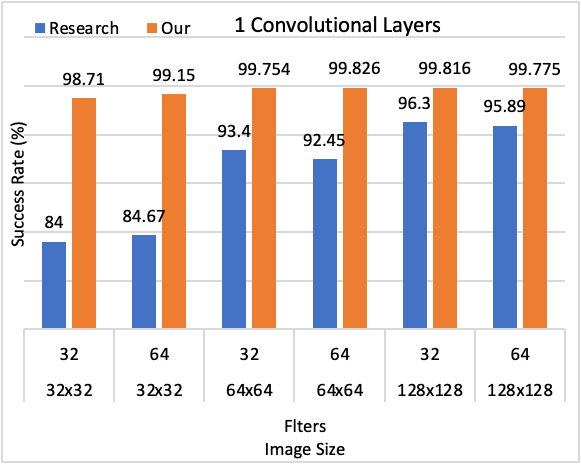 Research Our 1 Convolutional Layers
98.71 99.15 99.754 99.826 99.816 99.775
84 84.67 93.4 92.45 96.3 95.89
Success Rate (%)
32 64 32 64 32 64
32x32 32x32 64x64 64x64 128x128 128x128
Flters
Image Size